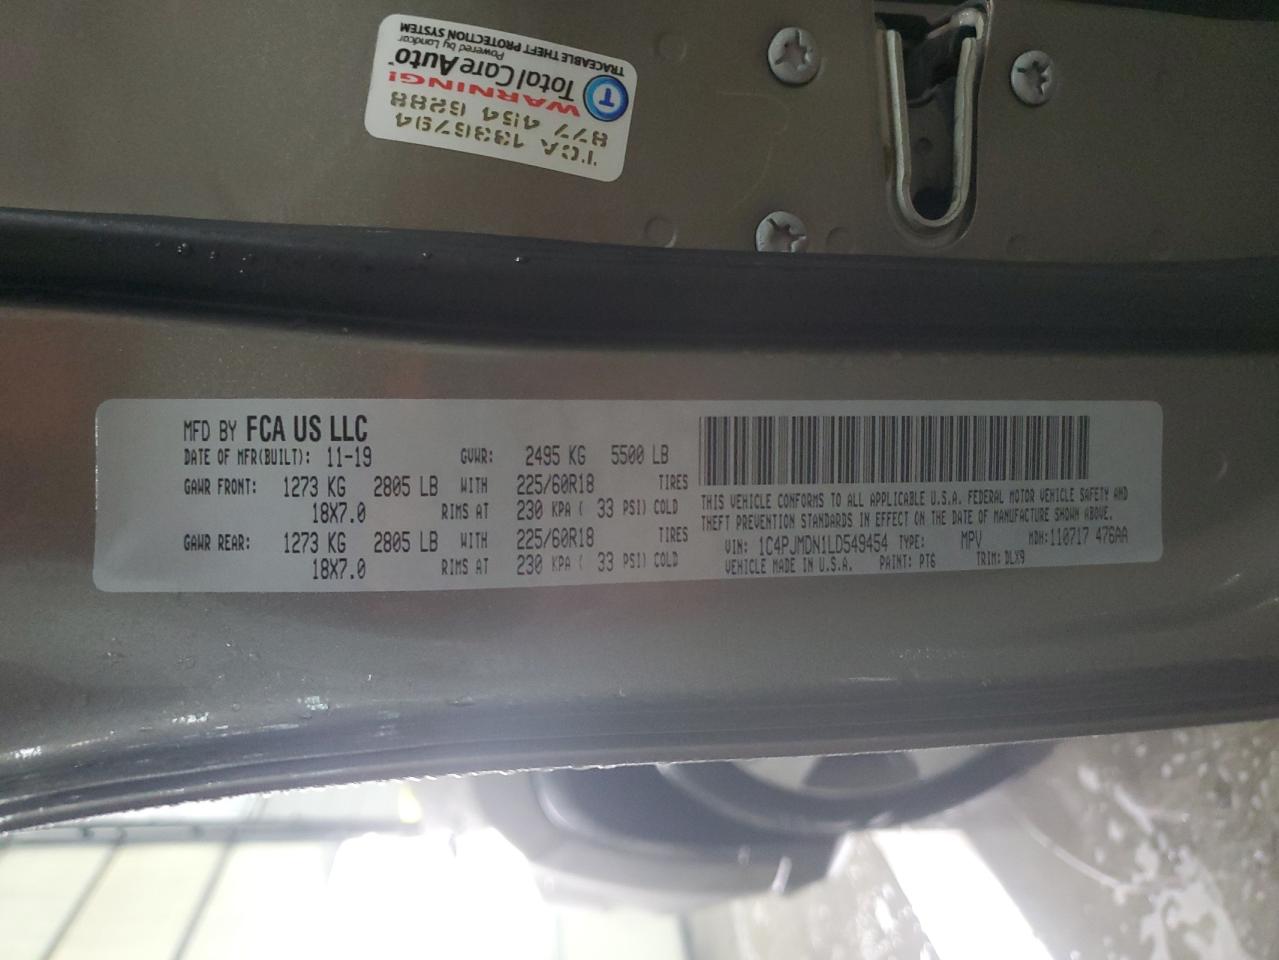 TCA 1336794
877 454 6288
WARNING!
T Total Care Auto
Powered by Landcar
TRACEABLE THEFT PROTECTION SYSTEM
MFD BY FCA US LLC
DATE OF MFR(BUILT): 11-19 GVWR: 2495 KG 5500 LB
GAWR FRONT: 1273 KG 2805 LB WITH 225/60R18 TIRES
18X7.0 RIMS AT 230 KPA ( 33 PSI) COLD
GAWR REAR: 1273 KG 2805 LB WITH 225/60R18 TIRES
18X7.0 RIMS AT 230 KPA ( 33 PSI) COLD
THIS VEHICLE CONFORMS TO ALL APPLICABLE U.S.A. FEDERAL MOTOR VEHICLE SAFETY AND
THEFT PREVENTION STANDARDS IN EFFECT ON THE DATE OF MANUFACTURE SHOWN ABOVE.
VIN: 1C4PJMDN1LD549454 TYPE: MPV MDH:110717 476AA
VEHICLE MADE IN U.S.A. PAINT: PT6 TRIM: DLX9